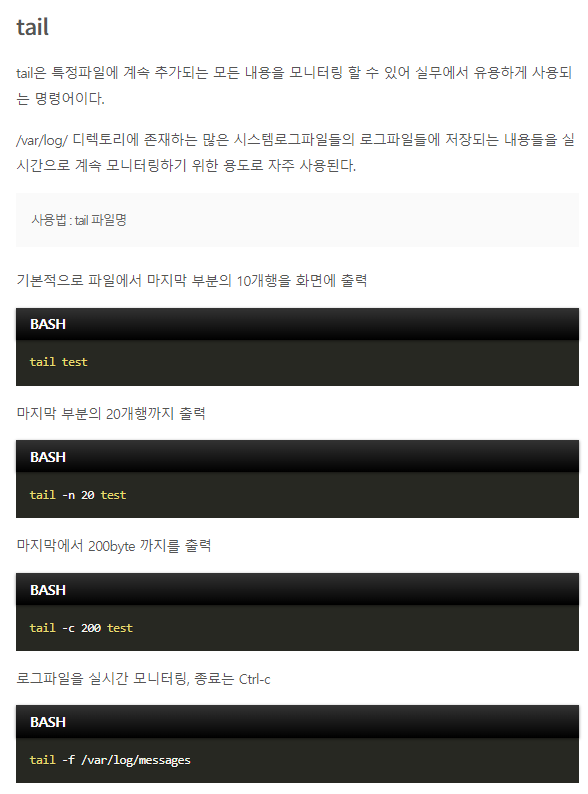 tail
tail은 특정파일에 계속 추가되는 모든 내용을 모니터링 할 수 있어 실무에서 유용하게 사용되
는 명령어이다.
/var/log/ 디렉토리에 존재하는 많은 시스템로그파일들의 로그파일들에 저장되는 내용들을 실
시간으로 계속 모니터링하기 위한 용도로 자주 사용된다.
사용법 : tail 파일명
기본적으로 파일에서 마지막 부분의 10개행을 화면에 출력
BASH
tail test
마지막 부분의 20개행까지 출력
BASH
tail -n 20 test
마지막에서 200byte 까지를 출력
BASH
tail -c 200 test
로그파일을 실시간 모니터링, 종료는 Ctrl-c
BASH
tail -f /var/log/messages